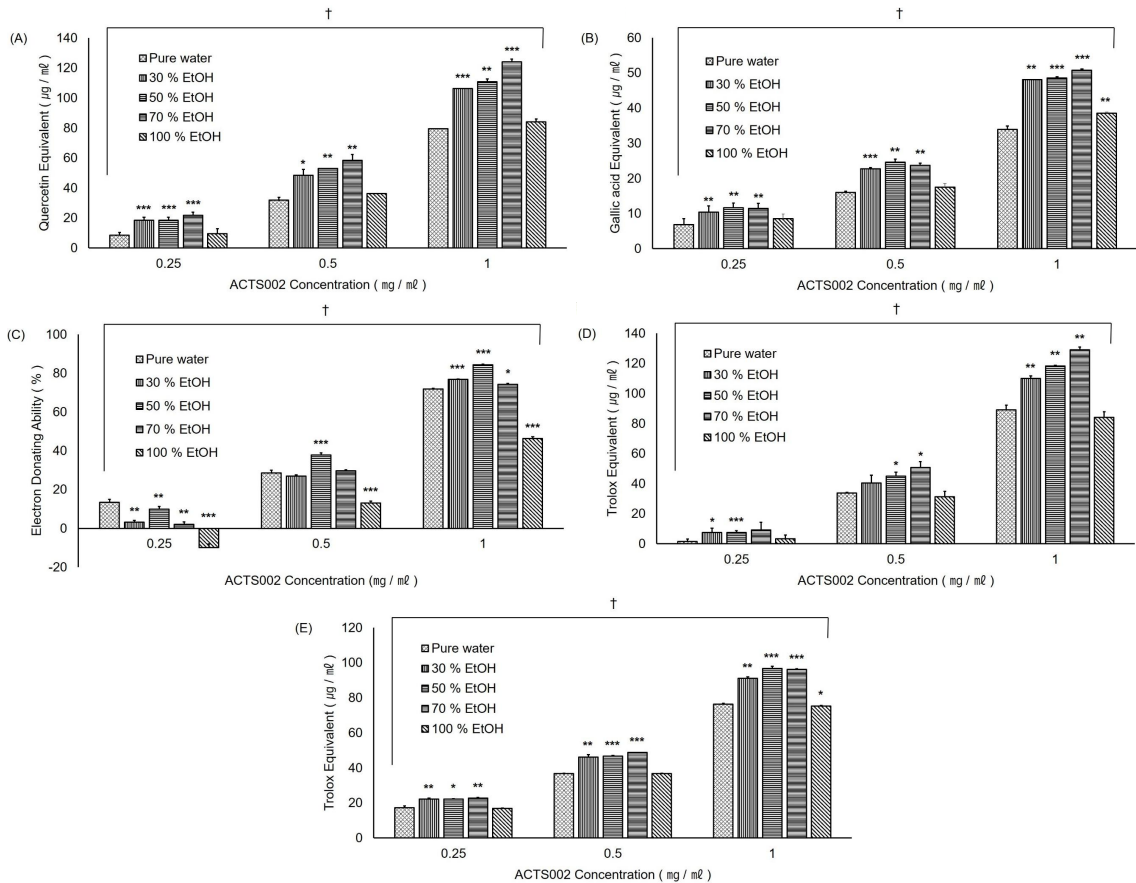 †
(A)
140
120
100
80
60
40
20
0
Quercetin Equivalent ( μg / ㎖ )
Pure water
30 % EtOH
50 % EtOH
70 % EtOH
100 % EtOH
*** *** ***
* ** **
*** ** ***
0.25 0.5 1
ACTS002 Concentration ( ㎎ / ㎖ )
†
(B)
60
50
40
30
20
10
0
Gallic acid Equivalent ( μg / ㎖ )
Pure water
30 % EtOH
50 % EtOH
70 % EtOH
100 % EtOH
** ** **
*** ** **
** *** *** **
0.25 0.5 1
ACTS002 Concentration ( ㎎ / ㎖ )
†
(C)
100
80
60
40
20
0
-20
Electron Donating Ability ( % )
Pure water
30 % EtOH
50 % EtOH
70 % EtOH
100 % EtOH
** ** ** ***
*** ***
*** *** * ***
0.25 0.5 1
ACTS002 Concentration (㎎ / ㎖ )
†
(D)
140
120
100
80
60
40
20
0
Trolox Equivalent ( μg / ㎖ )
Pure water
30 % EtOH
50 % EtOH
70 % EtOH
100 % EtOH
* ***
* *
** ** **
0.25 0.5 1
ACTS002 Concentration ( ㎎ / ㎖ )
†
(E)
120
100
80
60
40
20
0
Trolox Equivalent ( μg / ㎖ )
Pure water
30 % EtOH
50 % EtOH
70 % EtOH
100 % EtOH
** * **
** *** ***
** *** *** *
0.25 0.5 1
ACTS002 Concentration ( ㎎ / ㎖ )